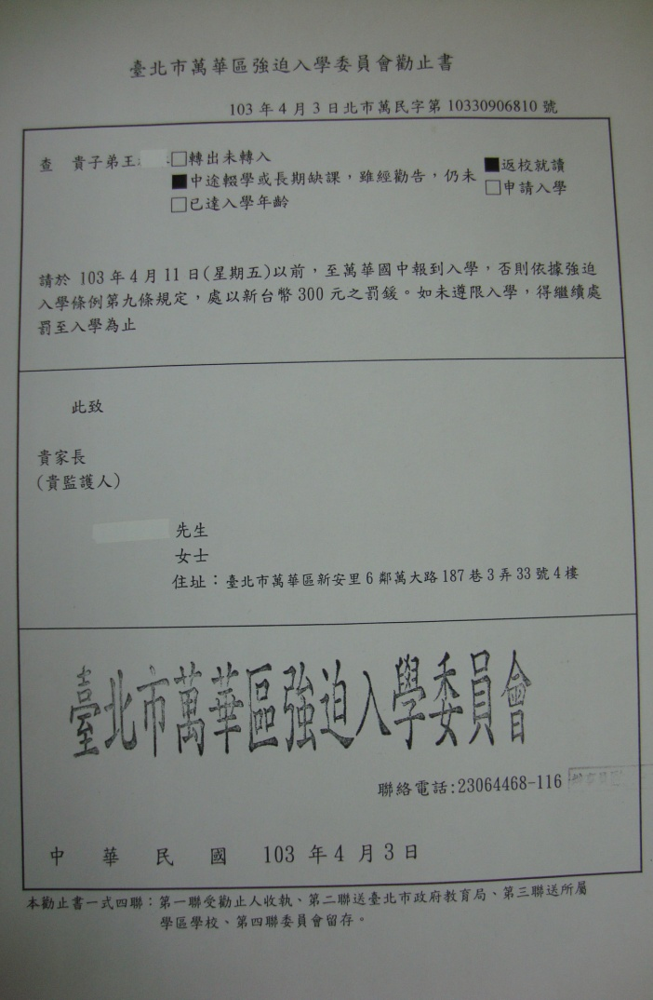 臺北市萬華區強迫入學委員會勸止書
103 年 4 月 3 日北市萬民字第 10330906810 號
查 貴子弟王 □轉出未轉入
■中途輟學或長期缺課，雖經勸告，仍未 ■返校就讀
□已達入學年齡 □申請入學
請於 103 年 4 月 11 日(星期五)以前，至萬華國中報到入學，否則依據強迫
入學條例第九條規定，處以新台幣 300 元之罰鍰。如未遵限入學，得繼續處
罰至入學為止
此致
貴家長
(貴監護人)
先生
女士
住址：臺北市萬華區新安里 6 鄰萬大路 187 巷 3 弄 33 號 4 樓
臺北市萬華區強迫入學委員會
聯絡電話:23064468-116
中 華 民 國 103 年 4 月 3 日
本勸止書一式四聯：第一聯受勸止人收執、第二聯送臺北市政府教育局、第三聯送所屬
學區學校、第四聯委員會留存。